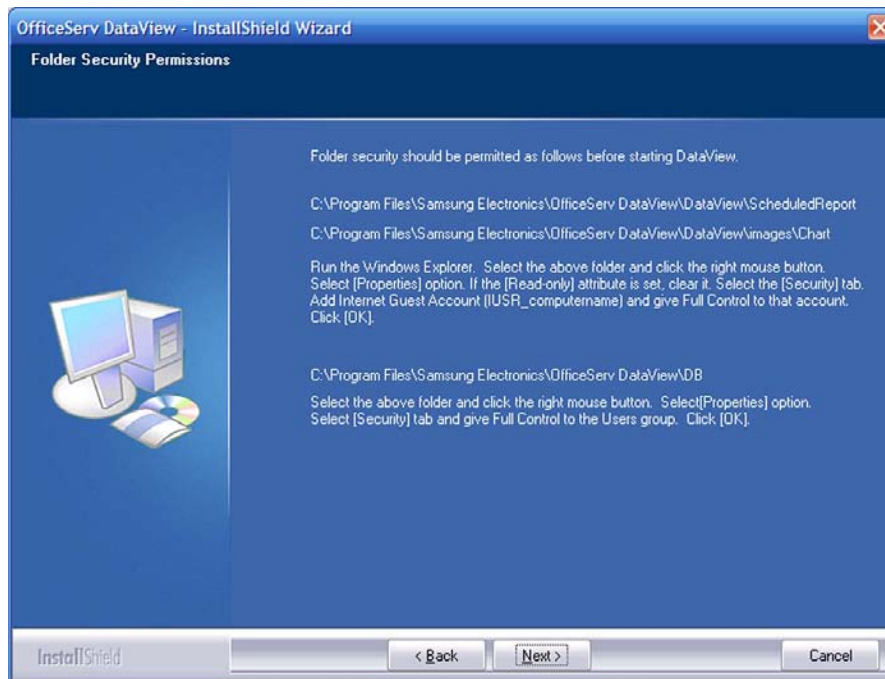 OfficeServ DataView - InstallShield Wizard
Folder Security Permissions
Folder security should be permitted as follows before starting DataView.
C:\Program Files\Samsung Electronics\OfficeServ DataView\DataView\ScheduledReport
C:\Program Files\Samsung Electronics\OfficeServ DataView\DataView\images\Chart
Run the Windows Explorer. Select the above folder and click the right mouse button.
Select [Properties] option. If the [Read-only] attribute is set, clear it. Select the [Security] tab.
Add Internet Guest Account (IUSR_computername) and give Full Control to that account.
Click [OK].
C:\Program Files\Samsung Electronics\OfficeServ DataView\DB
Select the above folder and click the right mouse button. Select[Properties] option.
Select [Security] tab and give Full Control to the Users group. Click [OK].
InstallShield
< Back
Next >
Cancel